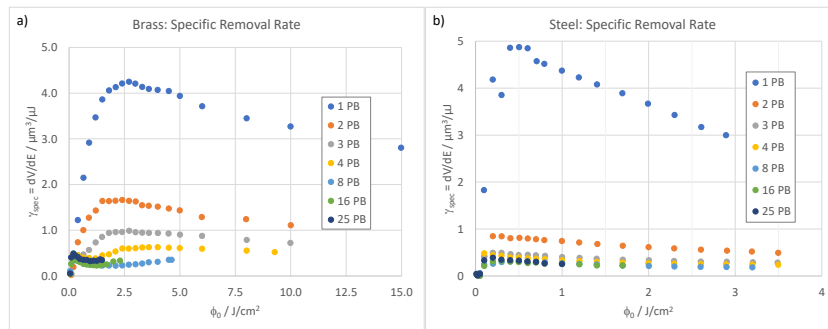 a)
Brass: Specific Removal Rate
5.0
4.0
3.0
2.0
1.0
0.0
0.0
2.5
5.0
7.5
10.0
12.5
15.0
γspec = dV/dE / µm³/µJ
ϕ₀ / J/cm²
1 PB
2 PB
3 PB
4 PB
8 PB
16 PB
25 PB
b)
Steel: Specific Removal Rate
5
4
3
2
1
0
0
1
2
3
4
γspec = dV/dE / µm³/µJ
ϕ₀ / J/cm²
1 PB
2 PB
3 PB
4 PB
8 PB
16 PB
25 PB